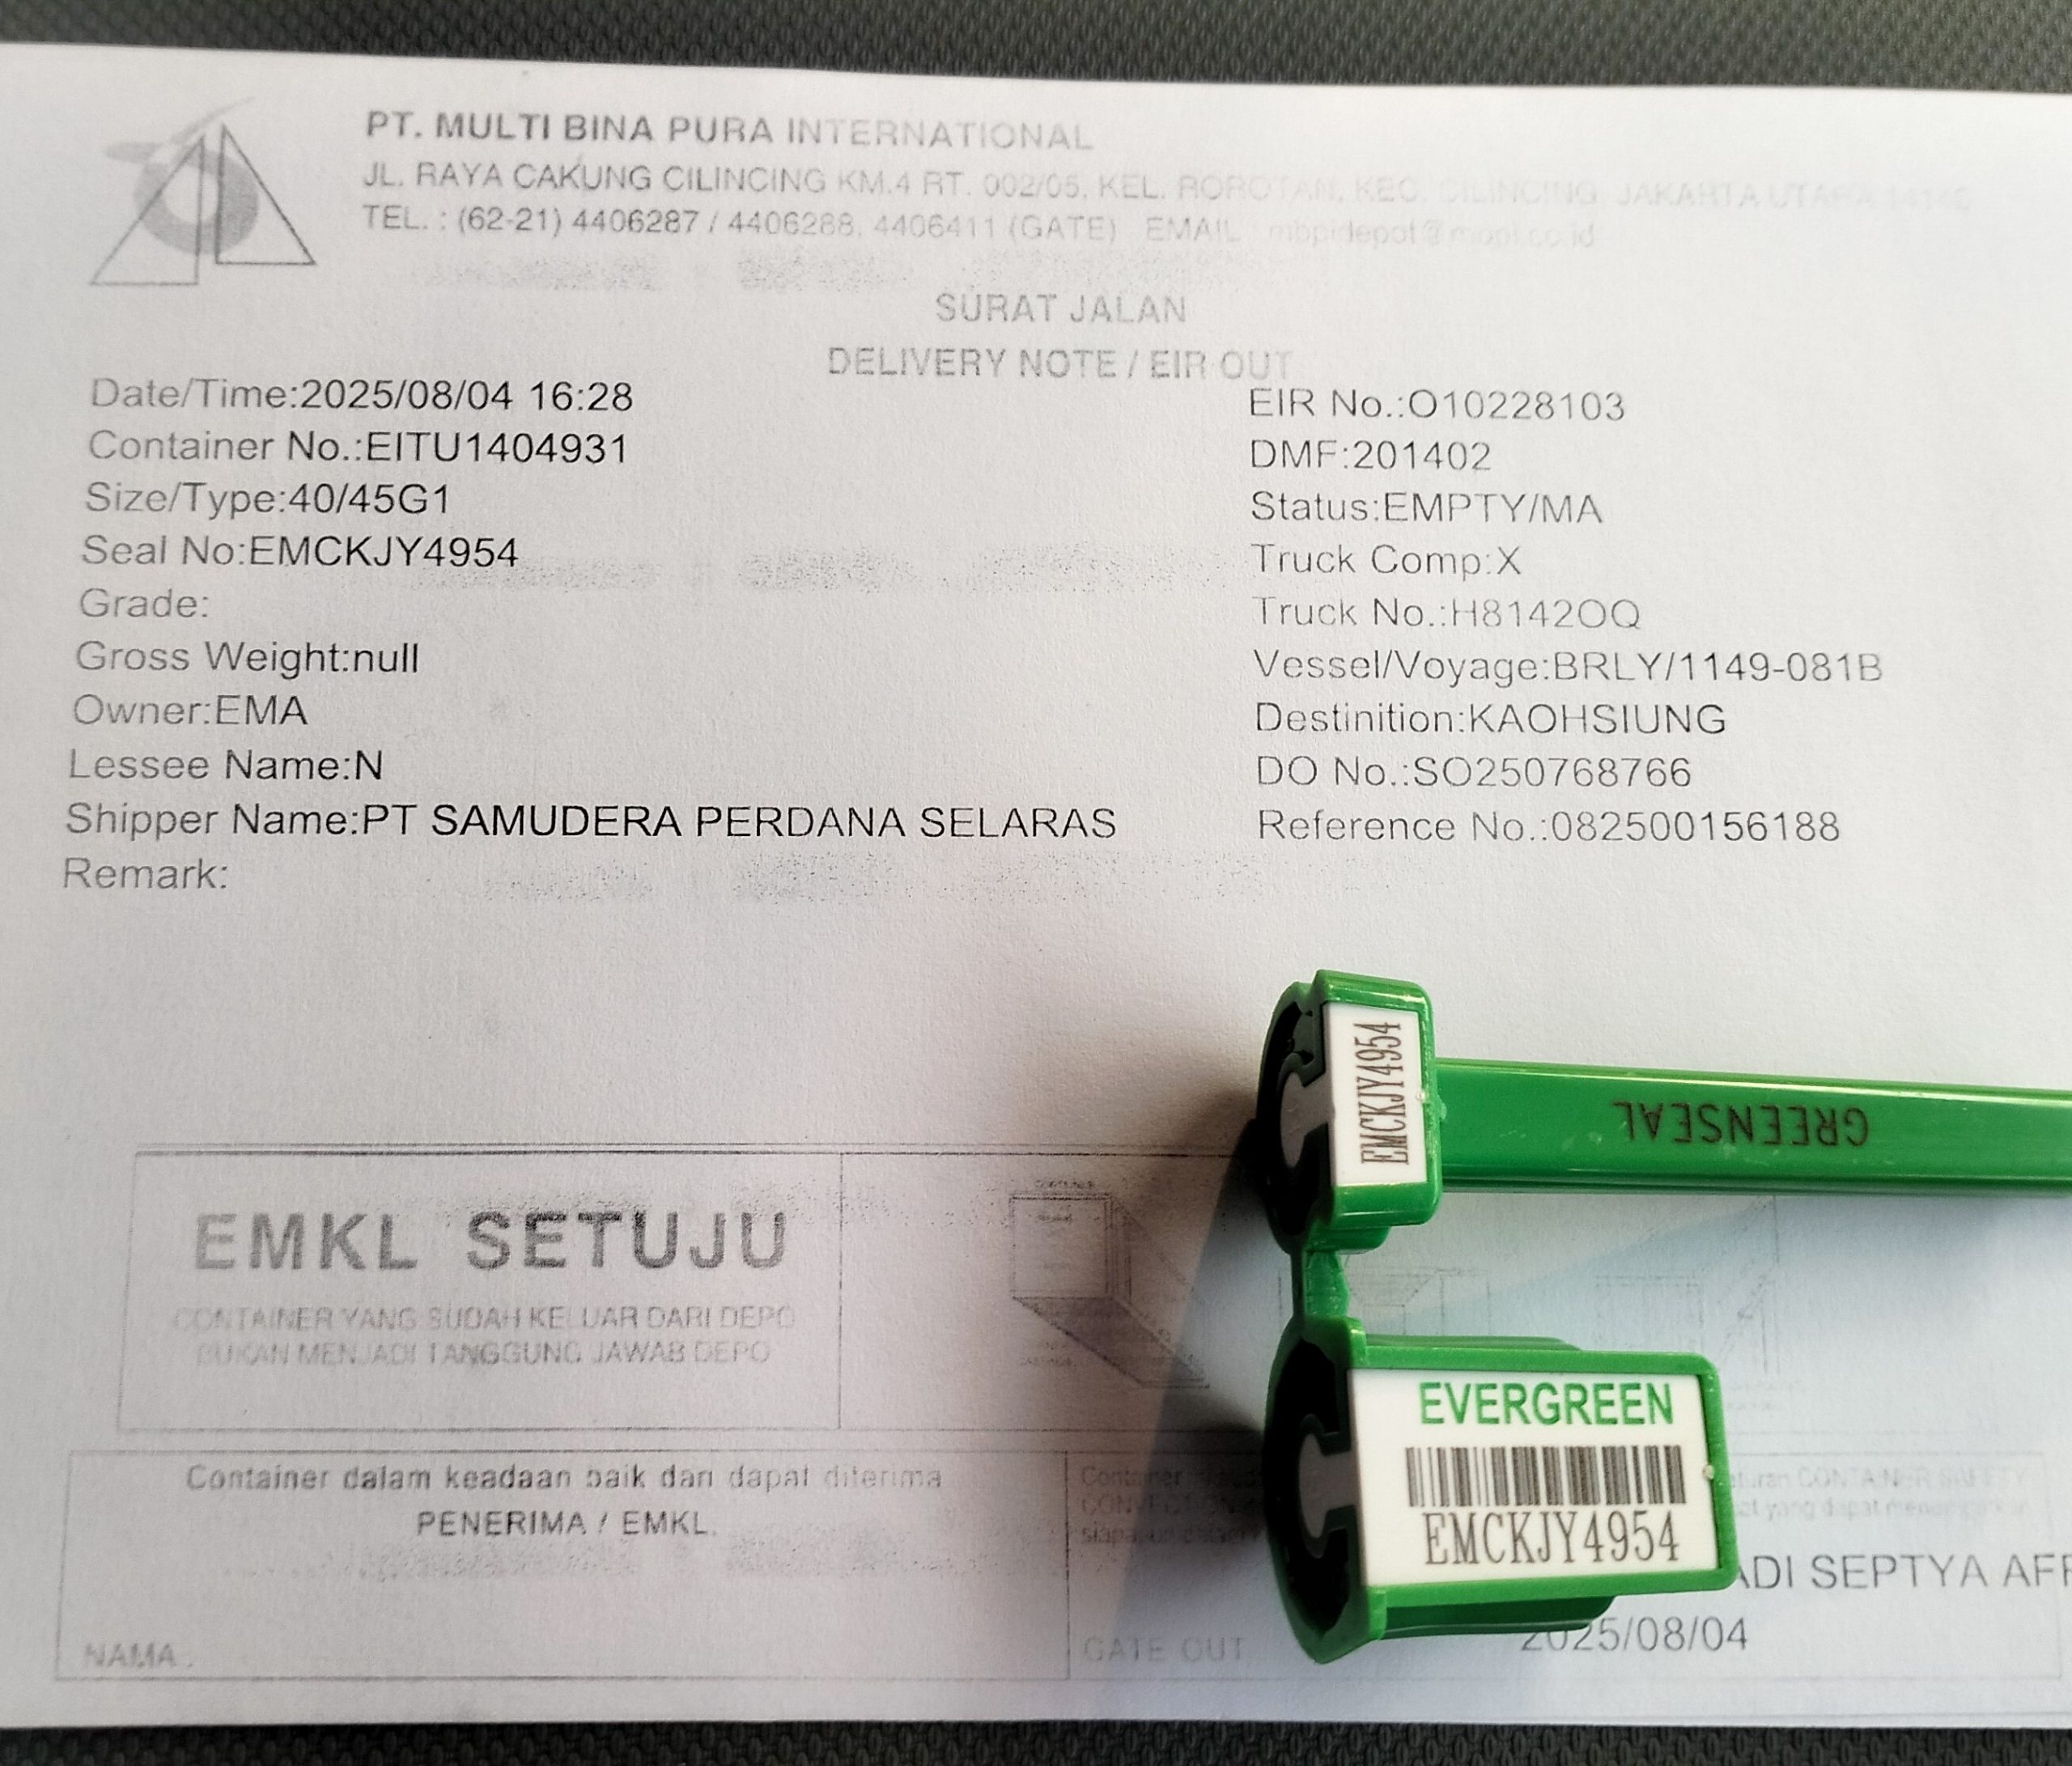 PT. MULTI BINA PURA INTERNATIONAL
JL. RAYA CAKUNG CILINCING KM.4 RT. 002/05, KEL. ROROTAN, KEC. CILINCING, JAKARTA UTARA
TEL. : (62-21) 4406287 / 4406288, 4406411 (GATE) EMAIL
SURAT JALAN
DELIVERY NOTE / EIR OUT
Date/Time:2025/08/04 16:28
Container No.:EITU1404931
Size/Type:40/45G1
Seal No:EMCKJY4954
Grade:
Gross Weight:null
Owner:EMA
Lessee Name:N
Shipper Name:PT SAMUDERA PERDANA SELARAS
Remark:
EIR No.:O10228103
DMF:201402
Status:EMPTY/MA
Truck Comp:X
Truck No.:H8142OQ
Vessel/Voyage:BRLY/1149-081B
Destinition:KAOHSIUNG
DO No.:SO250768766
Reference No.:082500156188
EMCKJY4954
GREENSEAL
EMKL SETUJU
CONTAINER YANG SUDAH KELUAR DARI DEPO
BUKAN MENJADI TANGGUNG JAWAB DEPO
EVERGREEN
EMCKJY4954
Container dalam keadaan baik dan dapat diterima
PENERIMA / EMKL.
NAMA
CONTAINER SAFETY
yang dapat
SEPTYA
GATE OUT
2025/08/04